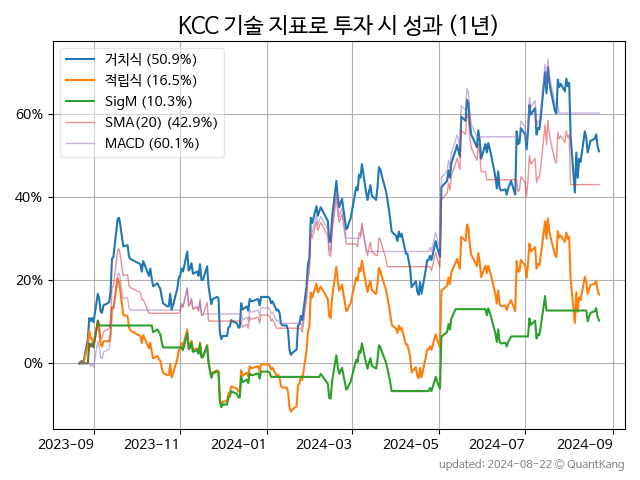 KCC 기술 지표로 투자 시 성과 (1년)
거치식 (50.9%)
적립식 (16.5%)
SigM (10.3%)
SMA(20) (42.9%)
MACD (60.1%)
60%
40%
20%
0%
2023-09 2023-11 2024-01 2024-03 2024-05 2024-07 2024-09
updated: 2024-08-22 © QuantKang